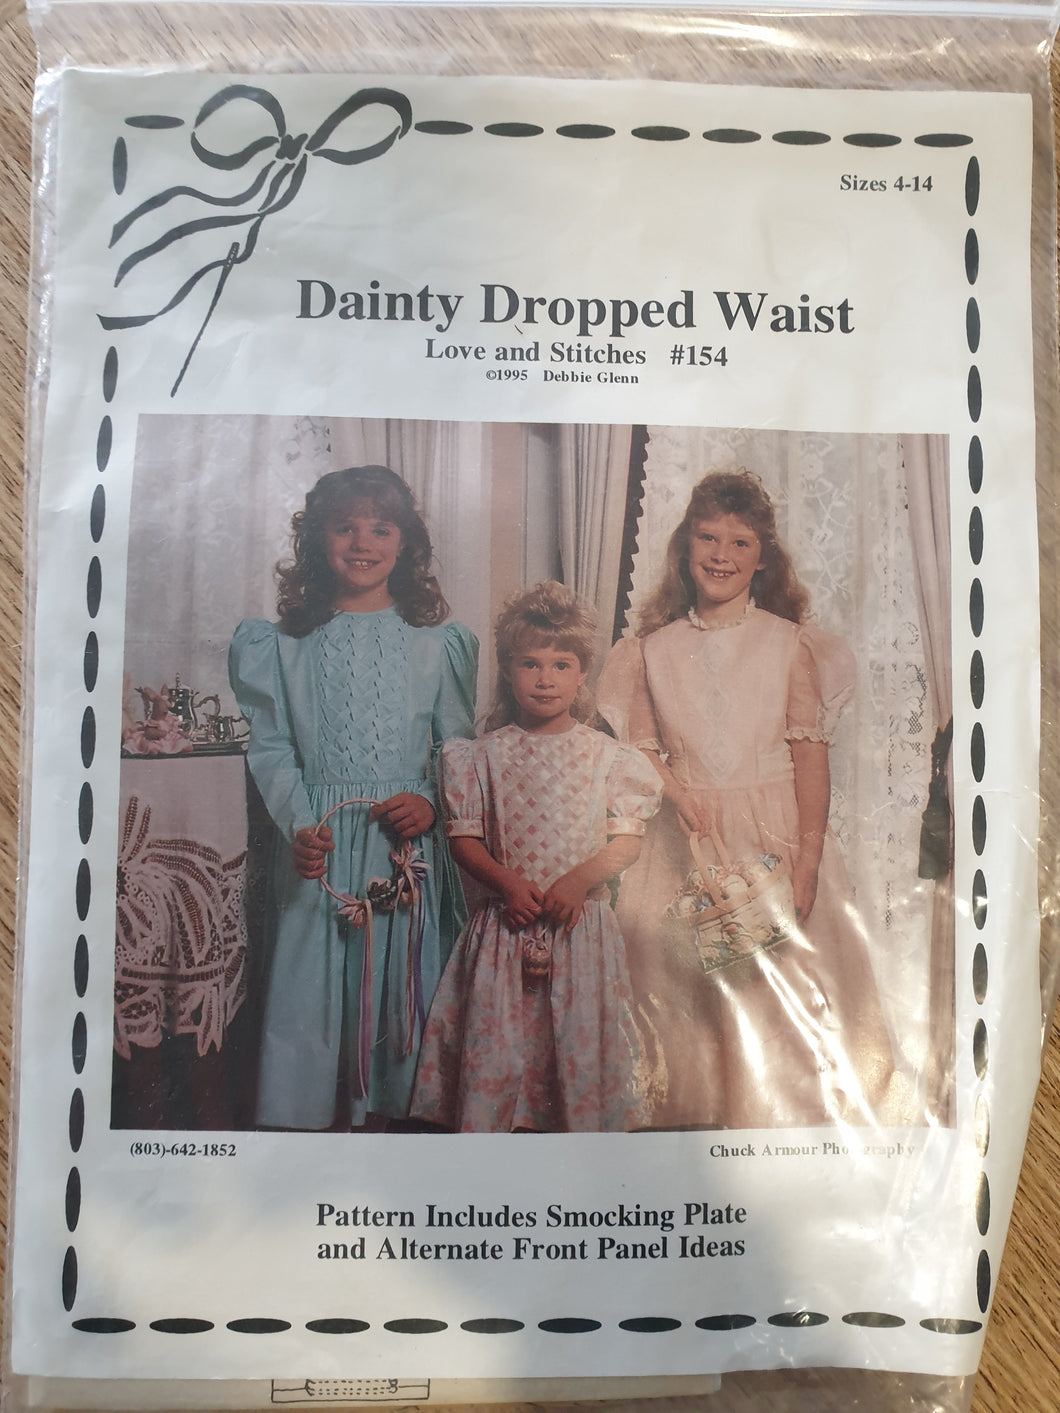 Sizes 4-14
Dainty Dropped Waist
Love and Stitches #154
©1995 Debbie Glenn
(803)-642-1852
Chuck Armour Photography
Pattern Includes Smocking Plate
and Alternate Front Panel Ideas